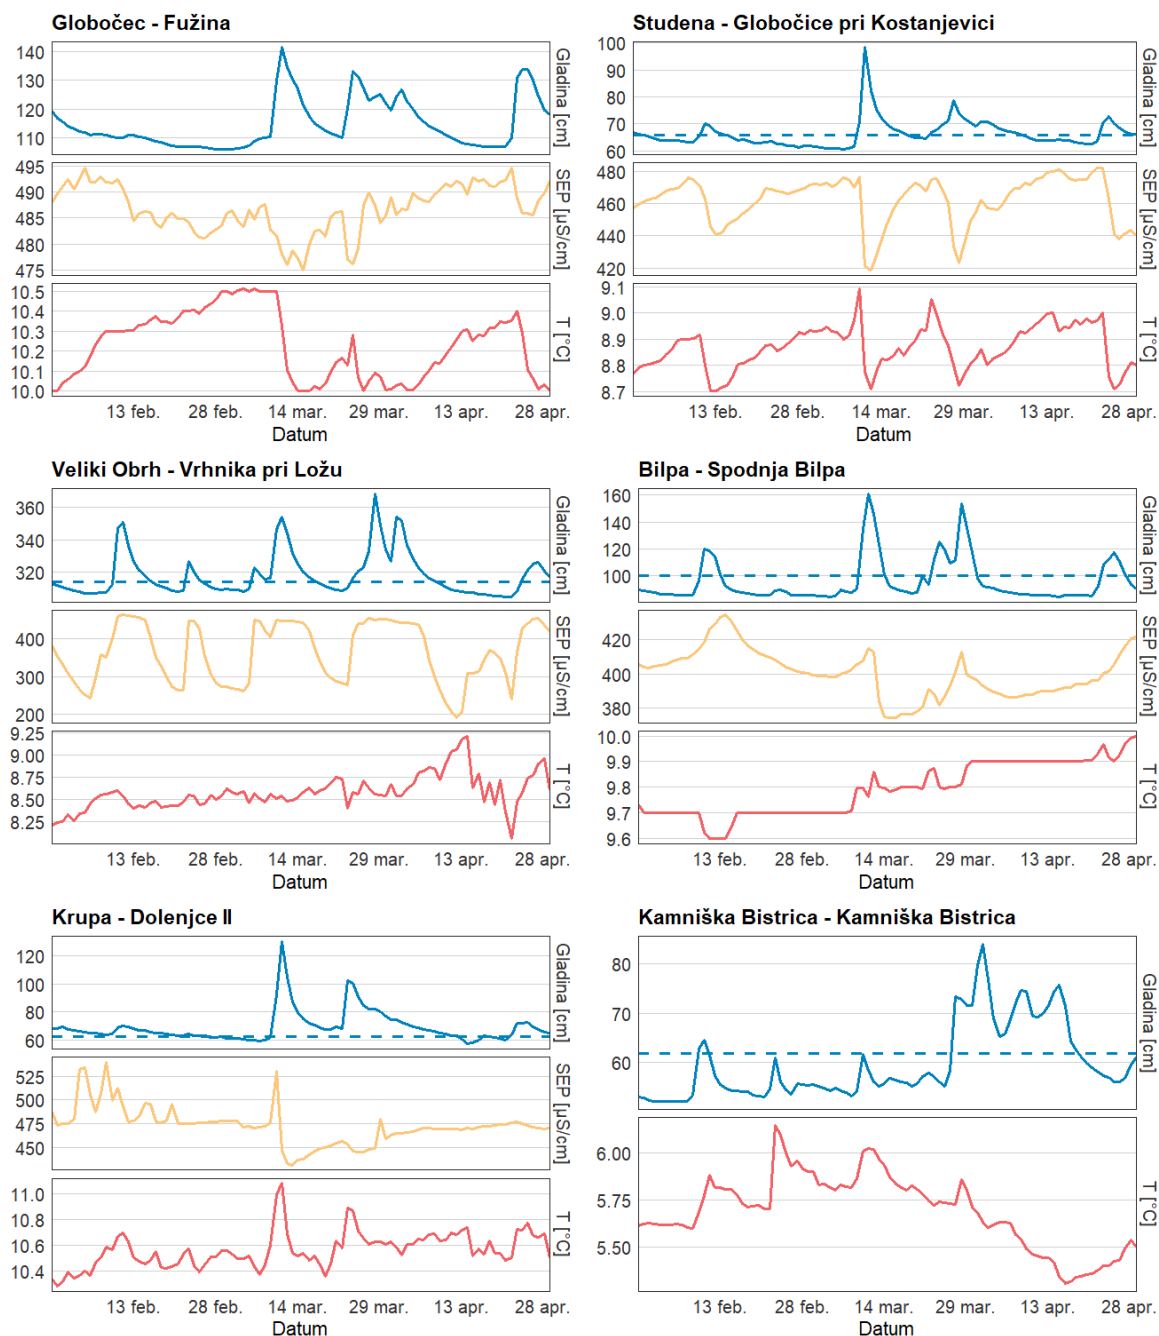 Globočec - Fužina
140
130
120
110
Gladina [cm]
495
490
485
480
475
SEP [µS/cm]
10.5
10.4
10.3
10.2
10.1
10.0
T [°C]
13 feb.
28 feb.
14 mar.
29 mar.
13 apr.
28 apr.
Datum
Studena - Globočice pri Kostanjevici
100
90
80
70
60
Gladina [cm]
480
460
440
420
SEP [µS/cm]
9.1
9.0
8.9
8.8
8.7
T [°C]
13 feb.
28 feb.
14 mar.
29 mar.
13 apr.
28 apr.
Datum
Veliki Obrh - Vrhnika pri Ložu
360
340
320
Gladina [cm]
400
300
200
SEP [µS/cm]
9.25
9.00
8.75
8.50
8.25
T [°C]
13 feb.
28 feb.
14 mar.
29 mar.
13 apr.
28 apr.
Datum
Bilpa - Spodnja Bilpa
160
140
120
100
Gladina [cm]
420
400
380
SEP [µS/cm]
10.0
9.9
9.8
9.7
9.6
T [°C]
13 feb.
28 feb.
14 mar.
29 mar.
13 apr.
28 apr.
Datum
Krupa - Dolenjce II
120
100
80
60
Gladina [cm]
525
500
475
450
SEP [µS/cm]
11.0
10.8
10.6
10.4
T [°C]
13 feb.
28 feb.
14 mar.
29 mar.
13 apr.
28 apr.
Datum
Kamniška Bistrica - Kamniška Bistrica
80
70
60
Gladina [cm]
6.00
5.75
5.50
T [°C]
13 feb.
28 feb.
14 mar.
29 mar.
13 apr.
28 apr.
Datum